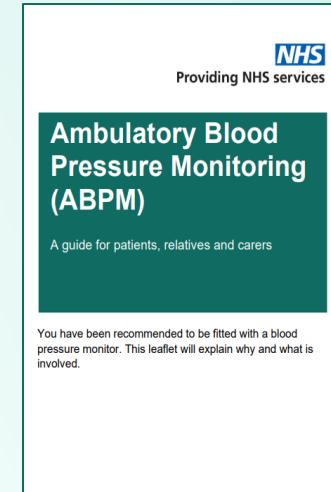 NHS
Providing NHS services
Ambulatory Blood
Pressure Monitoring
(ABPM)
A guide for patients, relatives and carers
You have been recommended to be fitted with a blood
pressure monitor. This leaflet will explain why and what is
involved.